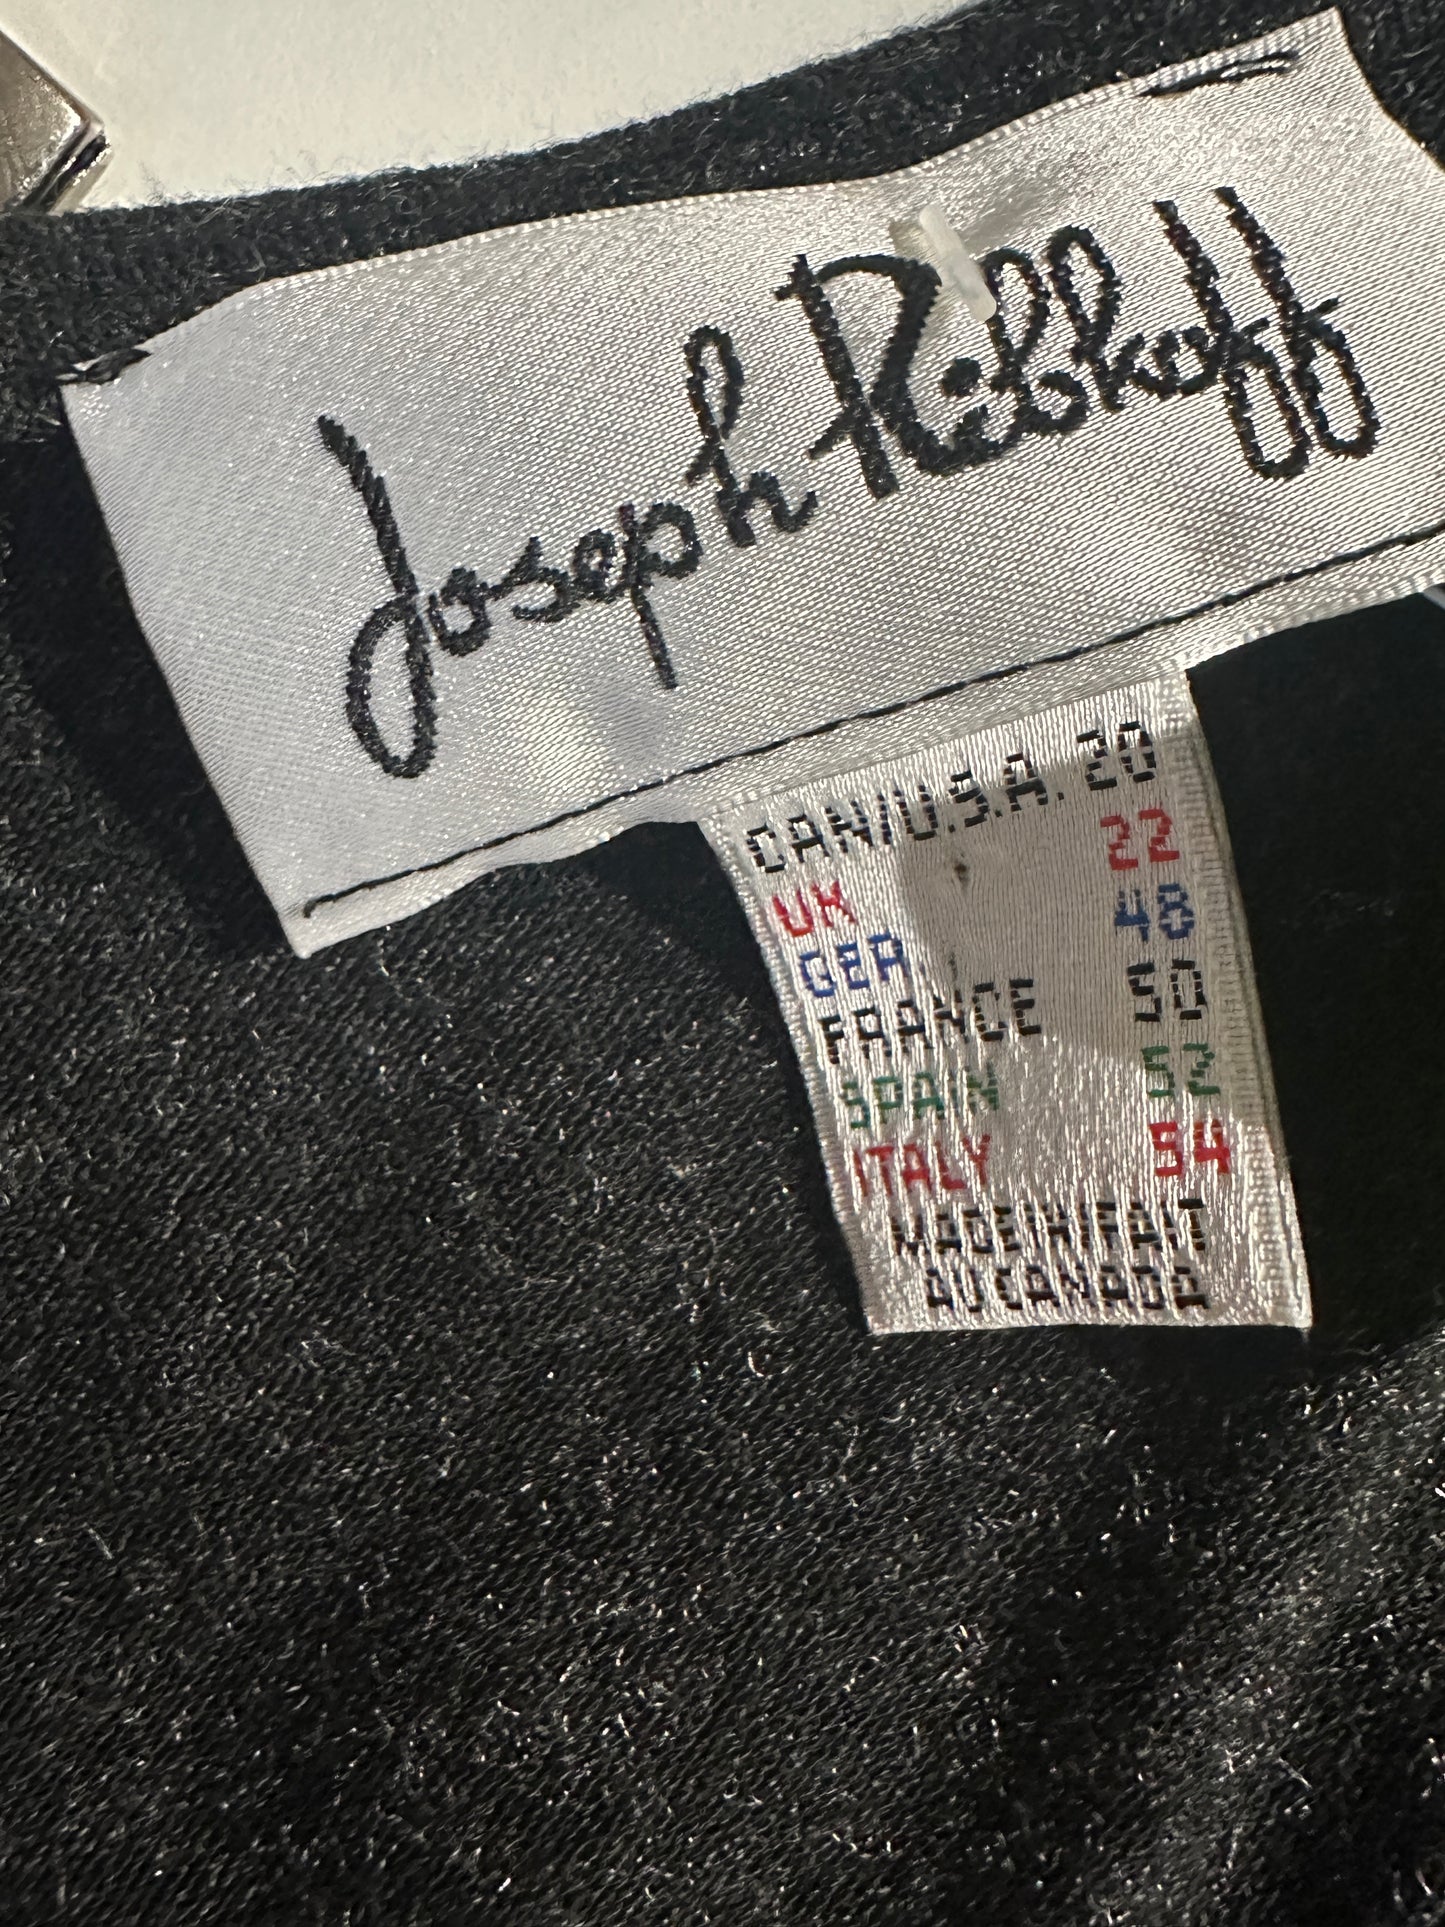 Joseph Ribkoff
CAN/U.S.A. 20
UK 22
GER. 48
FRANCE 50
SPAIN 52
ITALY 54
MADE IN/FAIT
AU CANADA